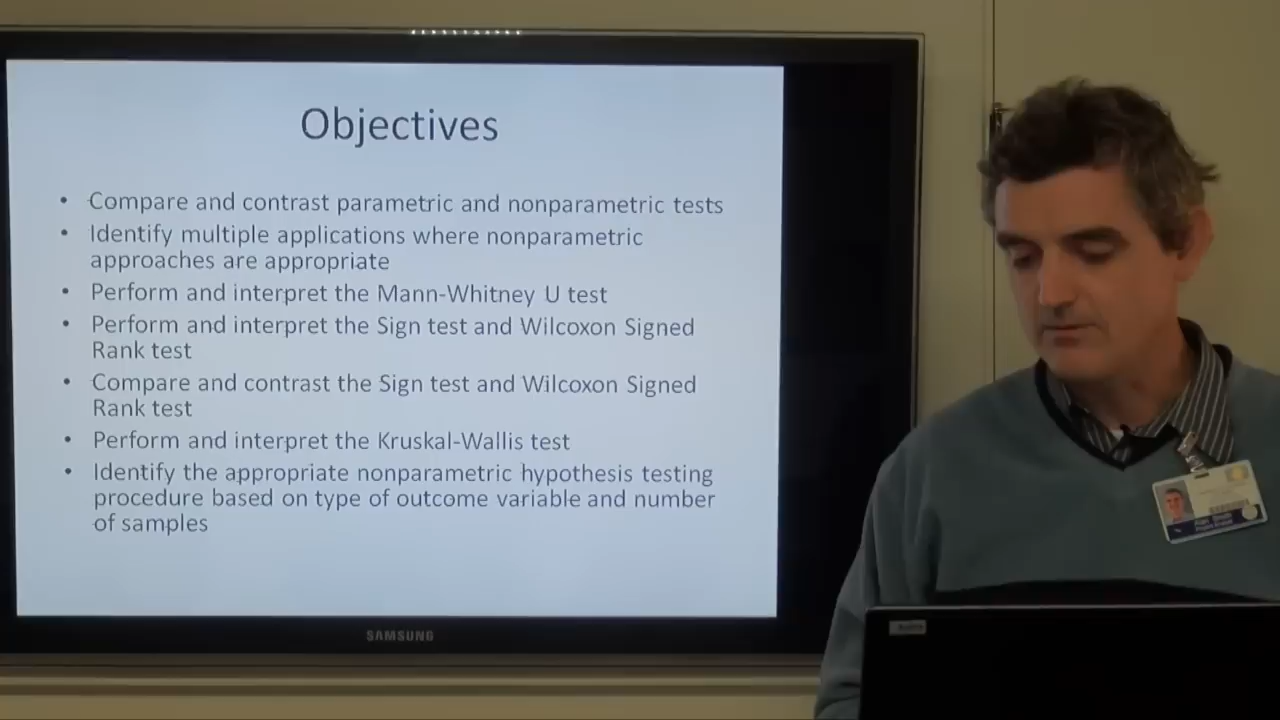 Objectives
• Compare and contrast parametric and nonparametric tests
• Identify multiple applications where nonparametric
approaches are appropriate
• Perform and interpret the Mann-Whitney U test
• Perform and interpret the Sign test and Wilcoxon Signed
Rank test
• Compare and contrast the Sign test and Wilcoxon Signed
Rank test
• Perform and interpret the Kruskal-Wallis test
• Identify the appropriate nonparametric hypothesis testing
procedure based on type of outcome variable and number
of samples
SAMSUNG